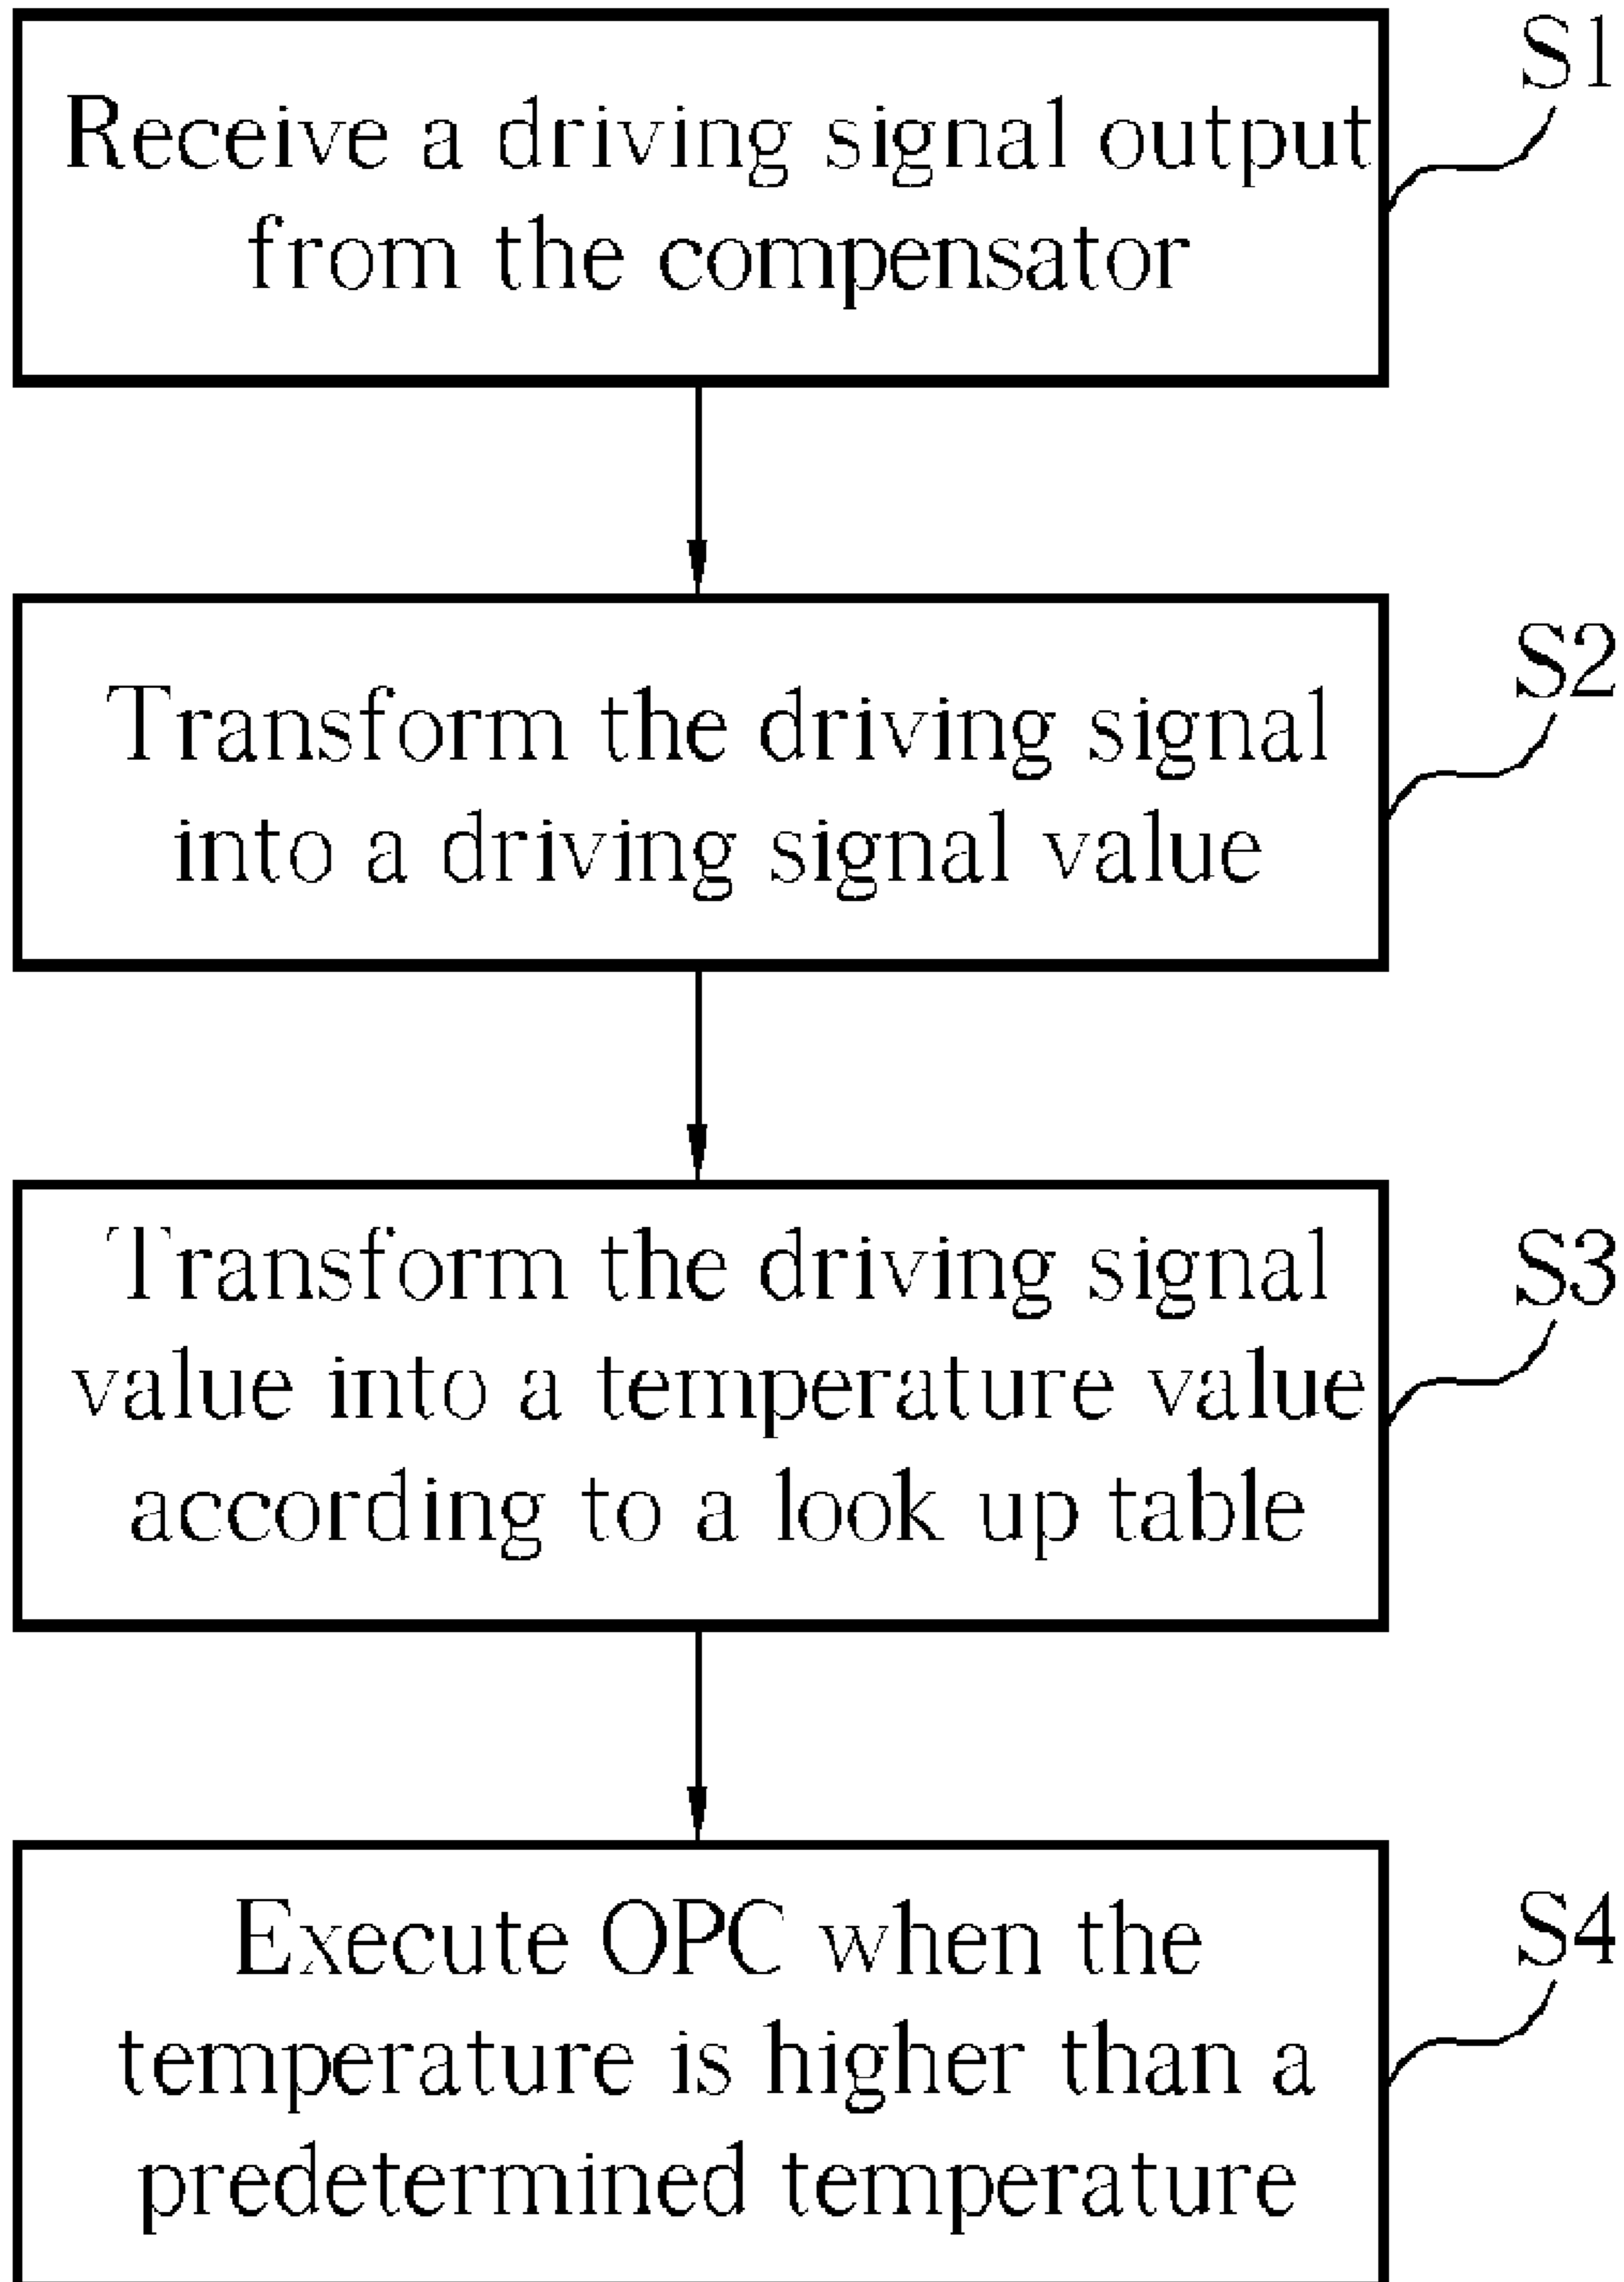 S1
Receive a driving signal output
from the compensator
S2
Transform the driving signal
into a driving signal value
S3
Transform the driving signal
value into a temperature value
according to a look up table
S4
Execute OPC when the
temperature is higher than a
predetermined temperature